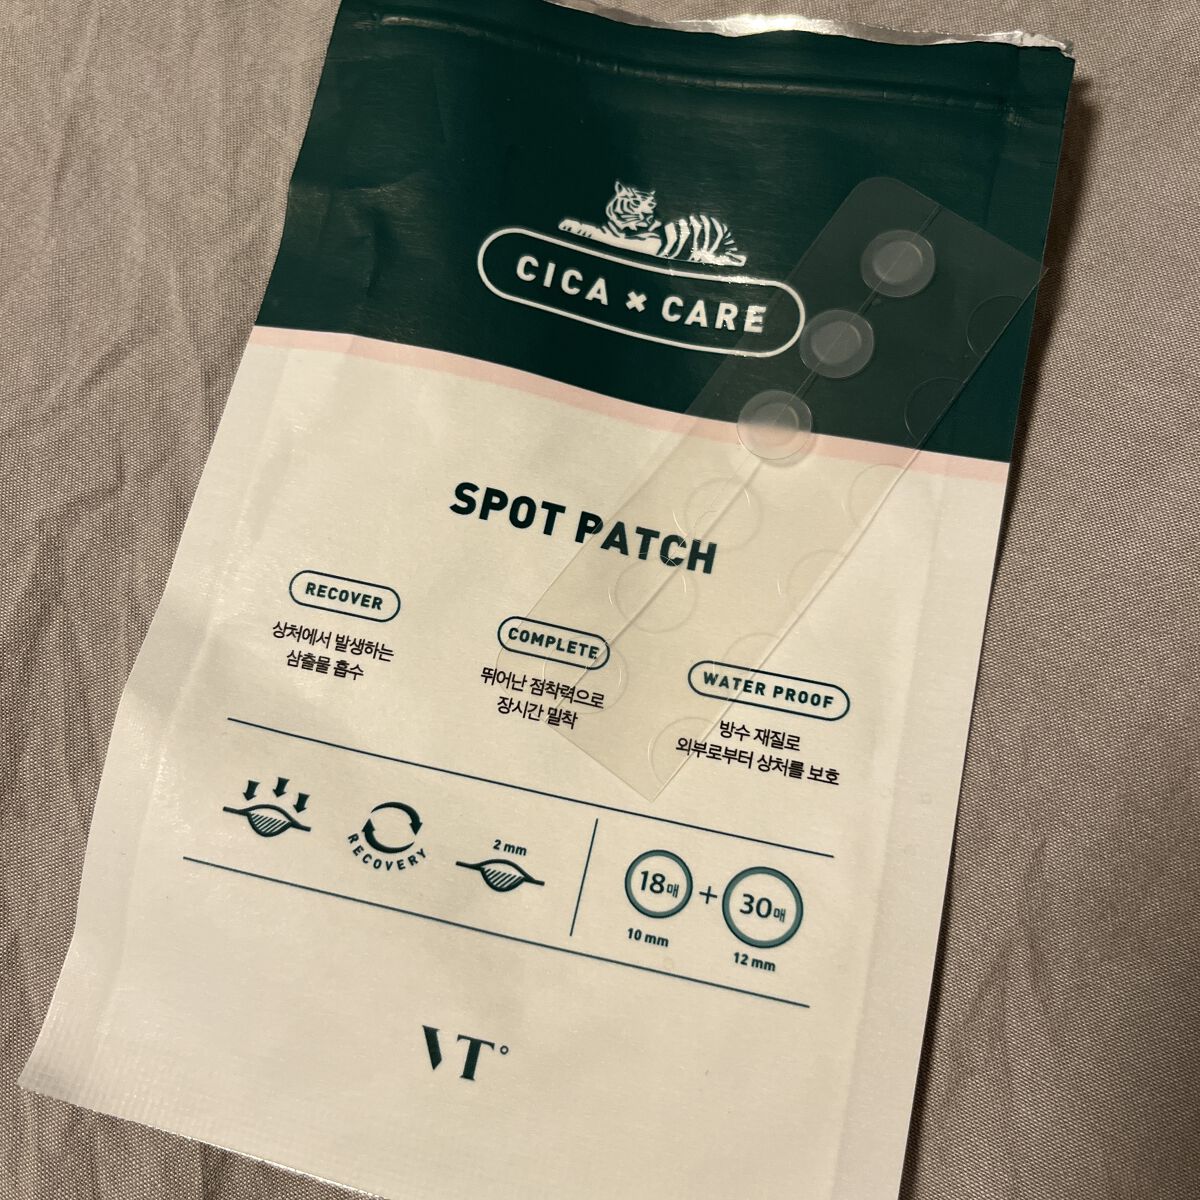 CICA × CARE
SPOT PATCH
RECOVER
상처에서 발생하는
삼출물 흡수
COMPLETE
뛰어난 점착력으로
장시간 밀착
WATER PROOF
방수 재질로
외부로부터 상처를 보호
RECOVERY
2 mm
18매 + 30매
10 mm
12 mm
VT°